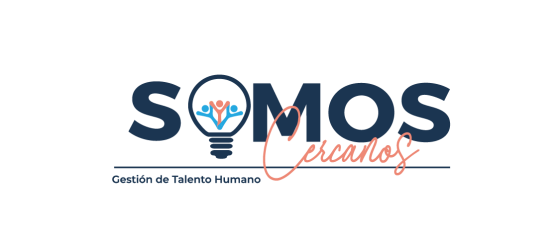 SOMOS
Cercanos
Gestión de Talento Humano